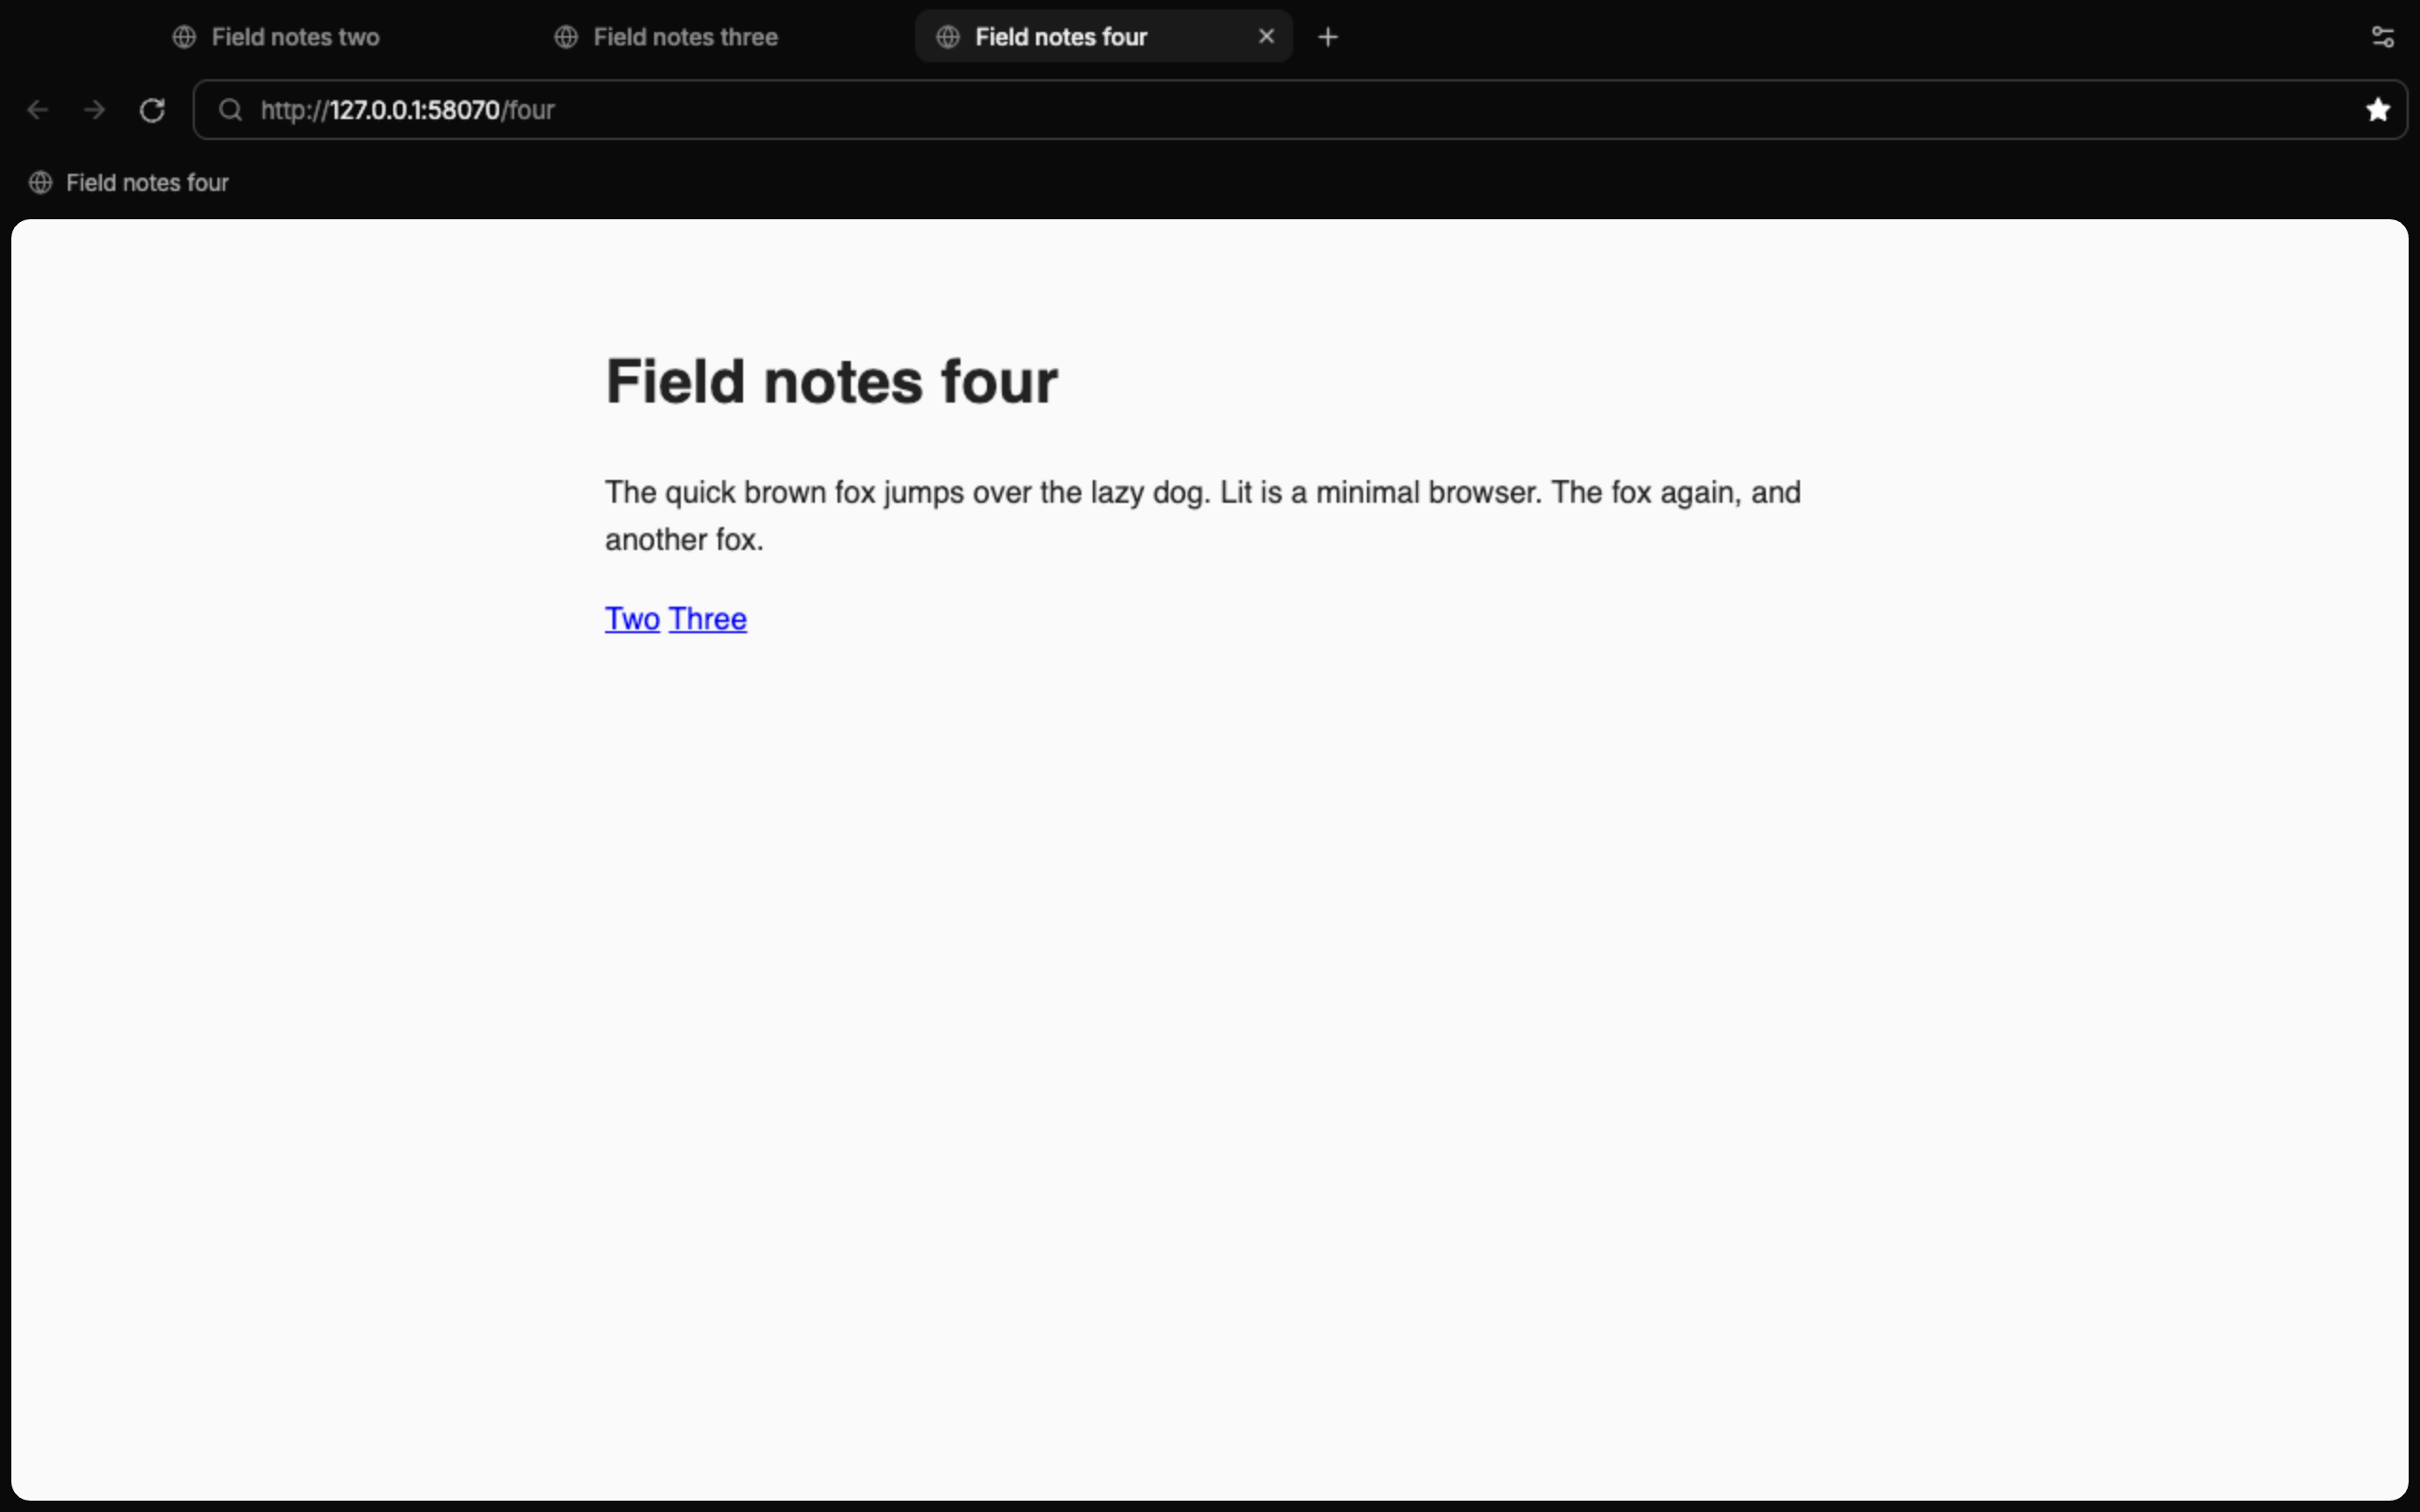 Field notes two
Field notes three
Field notes four
http://127.0.0.1:58070/four
Field notes four
Field notes four
The quick brown fox jumps over the lazy dog. Lit is a minimal browser. The fox again, and
another fox.
Two Three